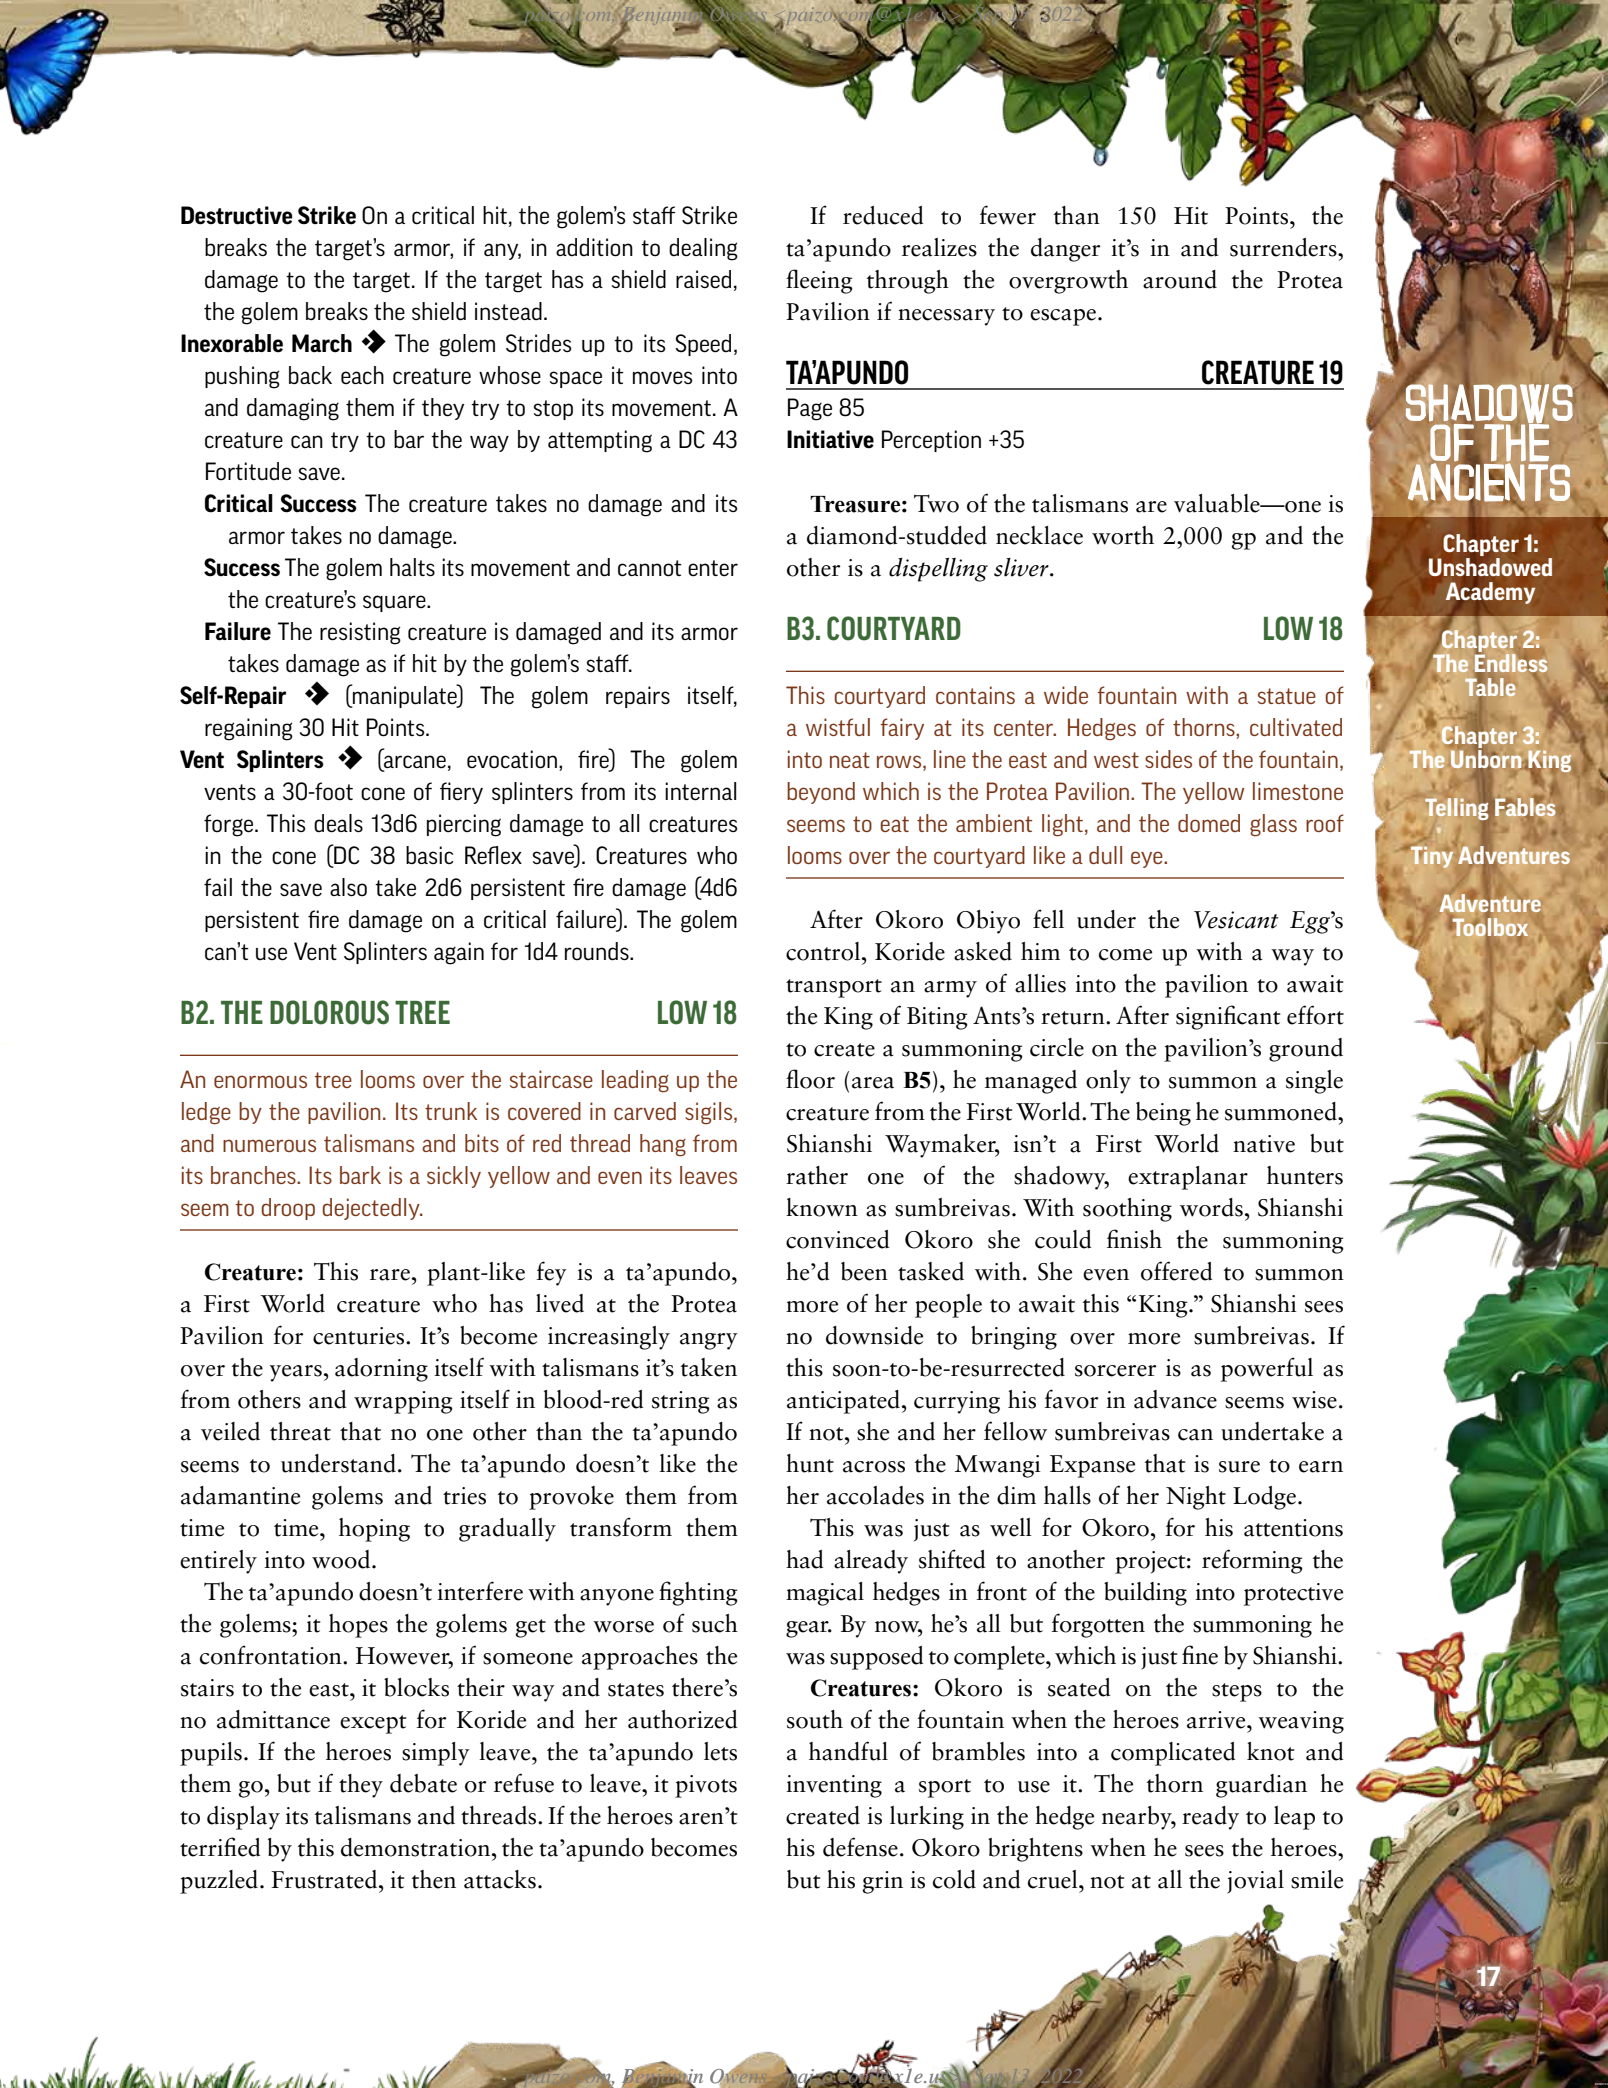 paizo.com, Benjamin Owens <paizo.com@x1e.us>, Sep 13, 2022
Destructive Strike On a critical hit, the golem's staff Strike
breaks the target's armor, if any, in addition to dealing
damage to the target. If the target has a shield raised,
the golem breaks the shield instead.
Inexorable March The golem Strides up to its Speed,
pushing back each creature whose space it moves into
and damaging them if they try to stop its movement. A
creature can try to bar the way by attempting a DC 43
Fortitude save.
Critical Success The creature takes no damage and its
armor takes no damage.
Success The golem halts its movement and cannot enter
the creature's square.
Failure The resisting creature is damaged and its armor
takes damage as if hit by the golem's staff.
Self-Repair (manipulate) The golem repairs itself,
regaining 30 Hit Points.
Vent Splinters (arcane, evocation, fire) The golem
vents a 30-foot cone of fiery splinters from its internal
forge. This deals 13d6 piercing damage to all creatures
in the cone (DC 38 basic Reflex save). Creatures who
fail the save also take 2d6 persistent fire damage (4d6
persistent fire damage on a critical failure). The golem
can't use Vent Splinters again for 1d4 rounds.
B2. THE DOLOROUS TREE LOW 18
An enormous tree looms over the staircase leading up the
ledge by the pavilion. Its trunk is covered in carved sigils,
and numerous talismans and bits of red thread hang from
its branches. Its bark is a sickly yellow and even its leaves
seem to droop dejectedly.
Creature: This rare, plant-like fey is a ta'apundo,
a First World creature who has lived at the Protea
Pavilion for centuries. It's become increasingly angry
over the years, adorning itself with talismans it's taken
from others and wrapping itself in blood-red string as
a veiled threat that no one other than the ta'apundo
seems to understand. The ta'apundo doesn't like the
adamantine golems and tries to provoke them from
time to time, hoping to gradually transform them
entirely into wood.
The ta'apundo doesn't interfere with anyone fighting
the golems; it hopes the golems get the worse of such
a confrontation. However, if someone approaches the
stairs to the east, it blocks their way and states there's
no admittance except for Koride and her authorized
pupils. If the heroes simply leave, the ta'apundo lets
them go, but if they debate or refuse to leave, it pivots
to display its talismans and threads. If the heroes aren't
terrified by this demonstration, the ta'apundo becomes
puzzled. Frustrated, it then attacks.
If reduced to fewer than 150 Hit Points, the
ta'apundo realizes the danger it's in and surrenders,
fleeing through the overgrowth around the Protea
Pavilion if necessary to escape.
TA'APUNDO CREATURE 19
Page 85
Initiative Perception +35
Treasure: Two of the talismans are valuable—one is
a diamond-studded necklace worth 2,000 gp and the
other is a dispelling sliver.
B3. COURTYARD LOW 18
This courtyard contains a wide fountain with a statue of
a wistful fairy at its center. Hedges of thorns, cultivated
into neat rows, line the east and west sides of the fountain,
beyond which is the Protea Pavilion. The yellow limestone
seems to eat the ambient light, and the domed glass roof
looms over the courtyard like a dull eye.
After Okoro Obiyo fell under the Vesicant Egg's
control, Koride asked him to come up with a way to
transport an army of allies into the pavilion to await
the King of Biting Ants's return. After significant effort
to create a summoning circle on the pavilion's ground
floor (area B5), he managed only to summon a single
creature from the First World. The being he summoned,
Shianshi Waymaker, isn't a First World native but
rather one of the shadowy, extraplanar hunters
known as sumbreivas. With soothing words, Shianshi
convinced Okoro she could finish the summoning
he'd been tasked with. She even offered to summon
more of her people to await this “King.” Shianshi sees
no downside to bringing over more sumbreivas. If
this soon-to-be-resurrected sorcerer is as powerful as
anticipated, currying his favor in advance seems wise.
If not, she and her fellow sumbreivas can undertake a
hunt across the Mwangi Expanse that is sure to earn
her accolades in the dim halls of her Night Lodge.
This was just as well for Okoro, for his attentions
had already shifted to another project: reforming the
magical hedges in front of the building into protective
gear. By now, he's all but forgotten the summoning he
was supposed to complete, which is just fine by Shianshi.
Creatures: Okoro is seated on the steps to the
south of the fountain when the heroes arrive, weaving
a handful of brambles into a complicated knot and
inventing a sport to use it. The thorn guardian he
created is lurking in the hedge nearby, ready to leap to
his defense. Okoro brightens when he sees the heroes,
but his grin is cold and cruel, not at all the jovial smile
SHADOWS
OF THE
ANCIENTS
Chapter 1:
Unshadowed
Academy
Chapter 2:
The Endless
Table
Chapter 3:
The Unborn King
Telling Fables
Tiny Adventures
Adventure
Toolbox
17
paizo.com, Benjamin Owens <paizo.com@x1e.us>, Sep 13, 2022